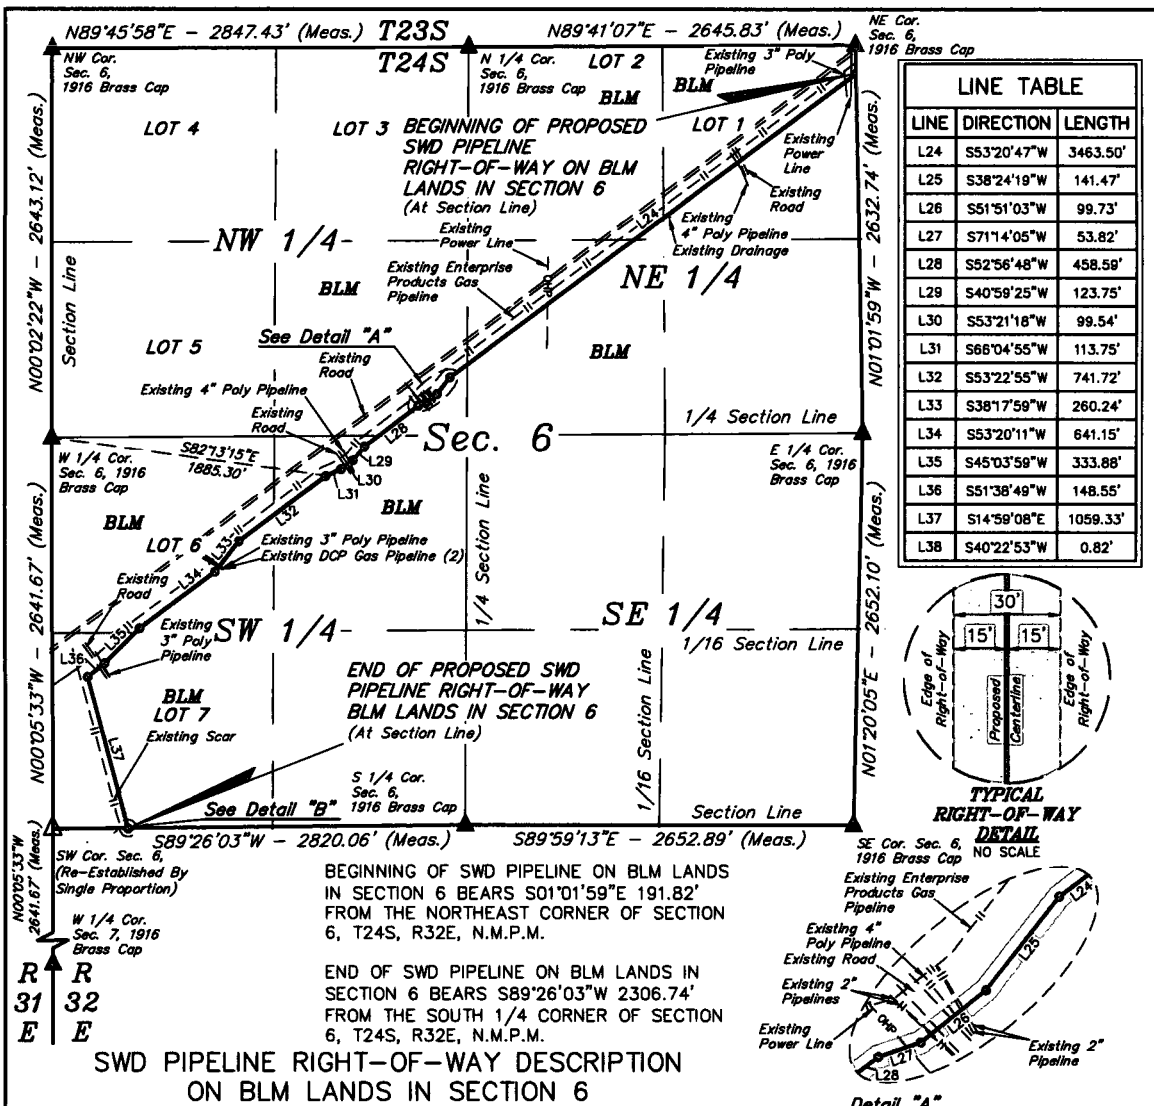 N89°45'58"E - 2847.43' (Meas.)
T23S
N89°41'07"E - 2645.83' (Meas.)
NE Cor.
Sec. 6,
1916 Brass Cap
NW Cor.
Sec. 6,
1916 Brass Cap
T24S
N 1/4 Cor.
Sec. 6,
1916 Brass Cap
LOT 2
BLM
BLM
Existing 3" Poly
Pipeline
LOT 4
LOT 3
BEGINNING OF PROPOSED
SWD PIPELINE
RIGHT-OF-WAY ON BLM
LANDS IN SECTION 6
(At Section Line)
LOT 1
Existing
Power
Line
Existing
Road
Existing
4" Poly Pipeline
Existing Drainage
L24
N00°02'22"W - 2643.12' (Meas.)
Section Line
NW 1/4
Existing
Power Line
Existing Enterprise
Products Gas
Pipeline
NE 1/4
N01°01'59"W - 2632.74' (Meas.)
BLM
BLM
LOT 5
See Detail "A"
Existing
Road
Existing 4" Poly Pipeline
Existing
Road
L28
1/4 Section Line
Sec. 6
S82°13'15"E
1885.30'
W 1/4 Cor.
Sec. 6, 1916
Brass Cap
E 1/4 Cor.
Sec. 6, 1916
Brass Cap
L29
L30
L31
L32
BLM
BLM
LOT 6
L33
Existing 3" Poly Pipeline
Existing DCP Gas Pipeline (2)
L34
1/4 Section Line
Existing
Road
L35
Existing
3" Poly
Pipeline
SW 1/4
SE 1/4
1/16 Section Line
1/16 Section Line
N00°05'33"W - 2641.67' (Meas.)
N01°20'05"E - 2652.10' (Meas.)
L36
BLM
LOT 7
Existing Scar
L37
END OF PROPOSED SWD
PIPELINE RIGHT-OF-WAY
BLM LANDS IN SECTION 6
(At Section Line)
S 1/4 Cor.
Sec. 6,
1916 Brass Cap
See Detail "B"
Section Line
S89°26'03"W - 2820.06' (Meas.)
S89°59'13"E - 2652.89' (Meas.)
SW Cor. Sec. 6,
(Re-Established By
Single Proportion)
SE Cor. Sec. 6,
1916 Brass Cap
N00°05'33"W
2641.67' (Meas.)
W 1/4 Cor.
Sec. 7, 1916
Brass Cap
R R
31 32
E E
BEGINNING OF SWD PIPELINE ON BLM LANDS
IN SECTION 6 BEARS S01°01'59"E 191.82'
FROM THE NORTHEAST CORNER OF SECTION
6, T24S, R32E, N.M.P.M.
END OF SWD PIPELINE ON BLM LANDS IN
SECTION 6 BEARS S89°26'03"W 2306.74'
FROM THE SOUTH 1/4 CORNER OF SECTION
6, T24S, R32E, N.M.P.M.
SWD PIPELINE RIGHT-OF-WAY DESCRIPTION
ON BLM LANDS IN SECTION 6
LINE TABLE
LINE DIRECTION LENGTH
L24 S53°20'47"W 3463.50'
L25 S38°24'19"W 141.47'
L26 S51°51'03"W 99.73'
L27 S71°14'05"W 53.82'
L28 S52°56'48"W 458.59'
L29 S40°59'25"W 123.75'
L30 S53°21'18"W 99.54'
L31 S66°04'55"W 113.75'
L32 S53°22'55"W 741.72'
L33 S38°17'59"W 260.24'
L34 S53°20'11"W 641.15'
L35 S45°03'59"W 333.88'
L36 S51°38'49"W 148.55'
L37 S14°59'08"E 1059.33'
L38 S40°22'53"W 0.82'
30'
15' 15'
Edge of
Right-of-Way
Proposed
Centerline
Edge of
Right-of-Way
TYPICAL
RIGHT-OF-WAY
DETAIL
NO SCALE
Existing Enterprise
Products Gas
Pipeline
Existing 4"
Poly Pipeline
Existing Road
Existing 2"
Pipelines
Existing
Power Line
OHP
L24
L25
L26
L27
L28
Existing 2"
Pipeline
Detail "A"